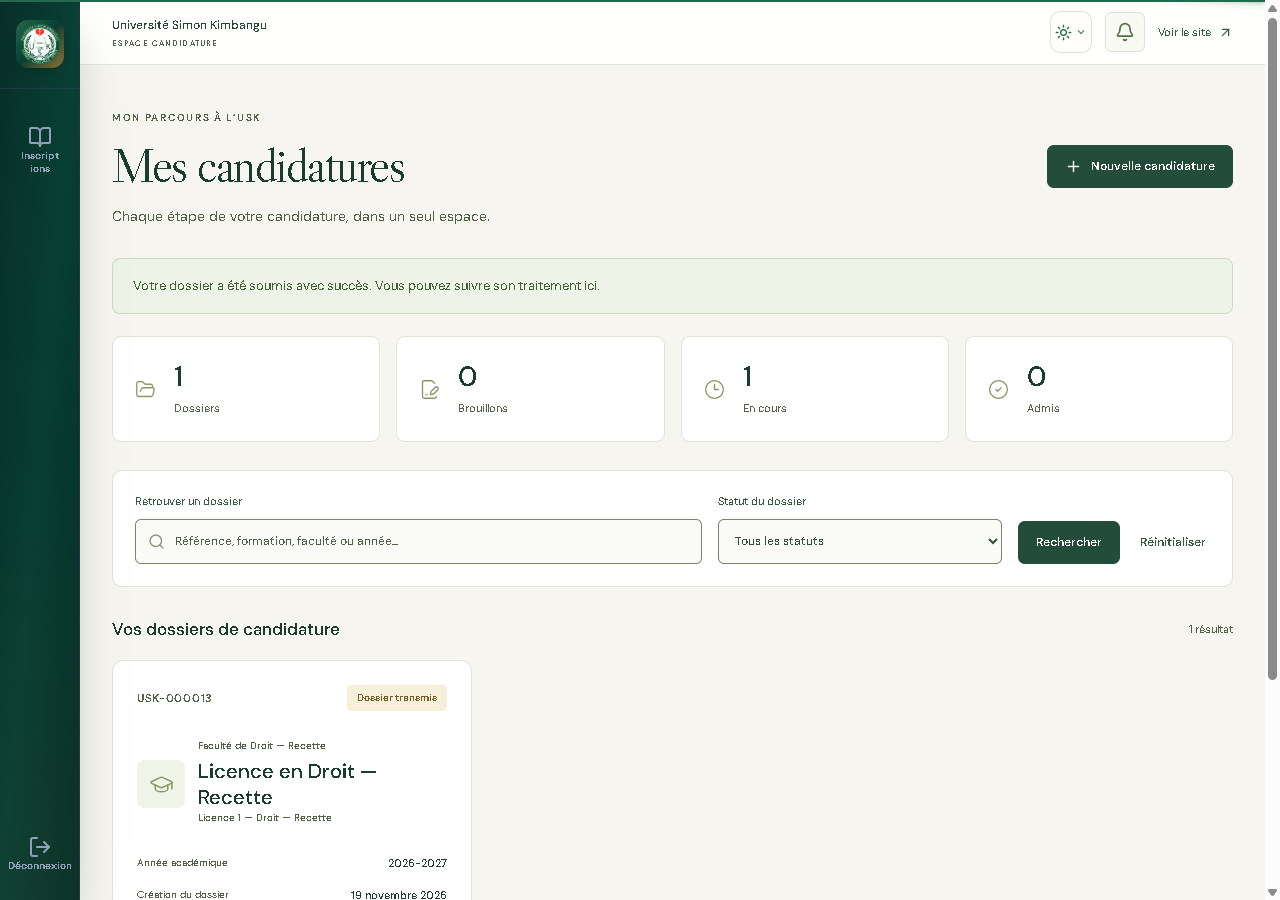 Université Simon Kimbangu
ESPACE CANDIDATURE
Voir le site
Inscript
ions
MON PARCOURS À L'USK
Mes candidatures
Nouvelle candidature
Chaque étape de votre candidature, dans un seul espace.
Votre dossier a été soumis avec succès. Vous pouvez suivre son traitement ici.
1
Dossiers
0
Brouillons
1
En cours
0
Admis
Retrouver un dossier
Statut du dossier
Référence, formation, faculté ou année…
Tous les statuts
Rechercher
Réinitialiser
Vos dossiers de candidature
1 résultat
USK-000013
Dossier transmis
Faculté de Droit — Recette
Licence en Droit —
Recette
Licence 1 — Droit — Recette
Année académique
2026-2027
Création du dossier
19 novembre 2026
Déconnexion